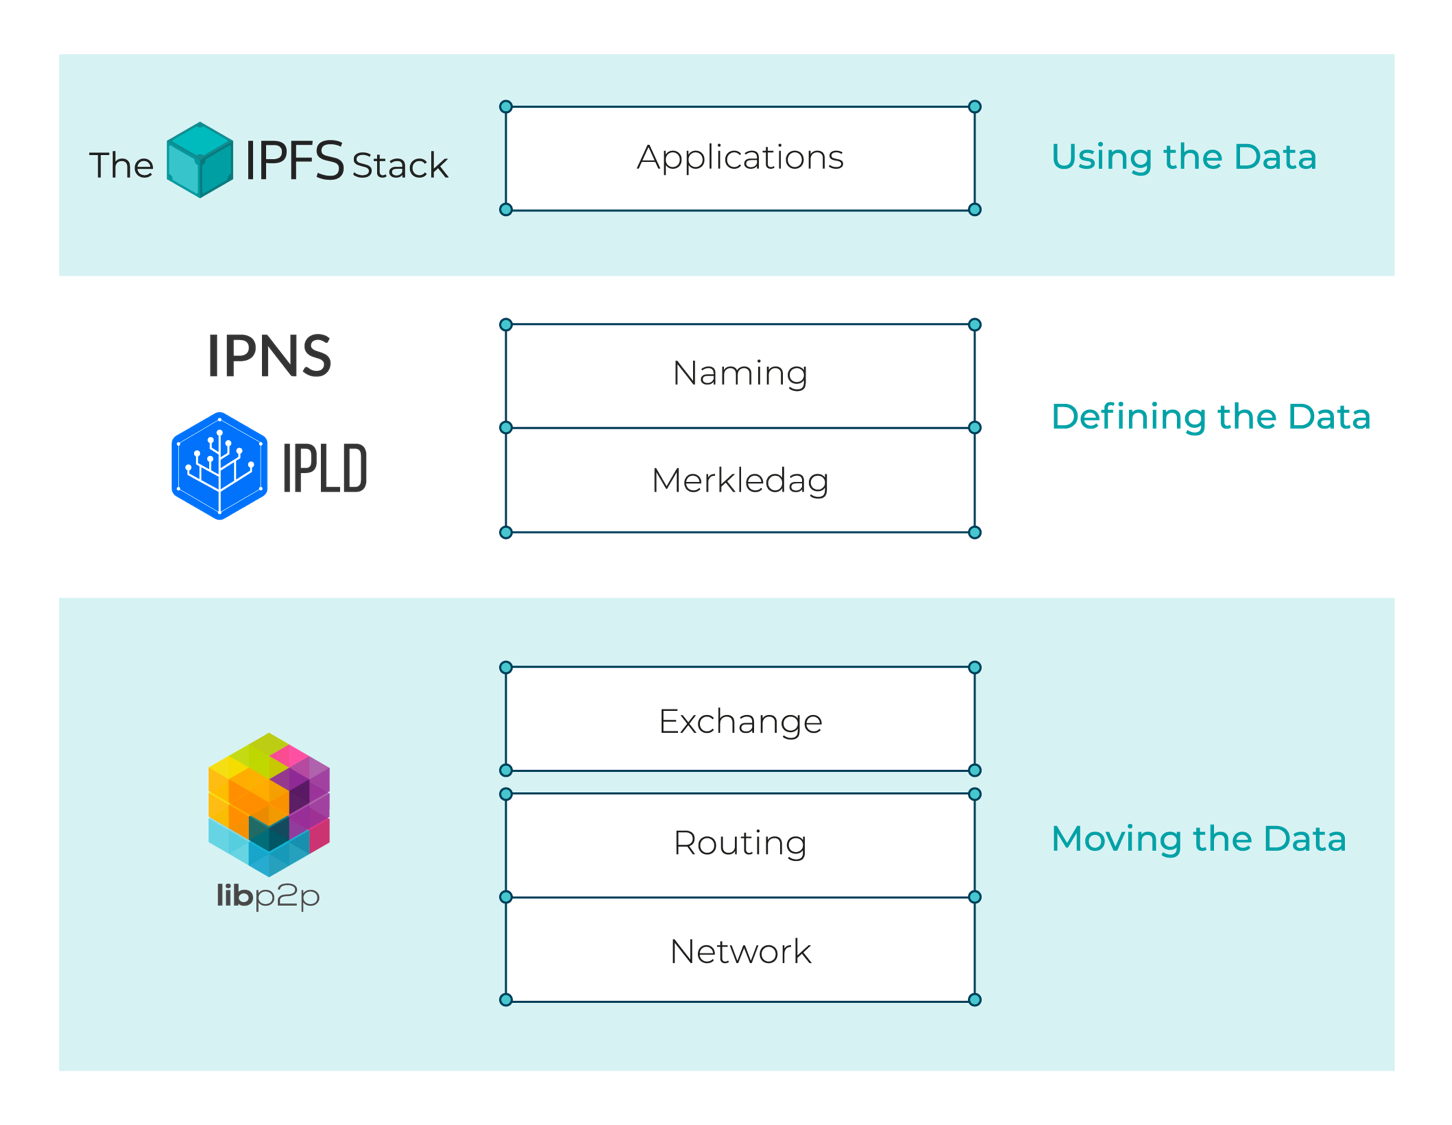 The IPFS Stack
Applications
Using the Data
IPNS
IPLD
Naming
Merkledag
Defining the Data
libp2p
Exchange
Routing
Network
Moving the Data